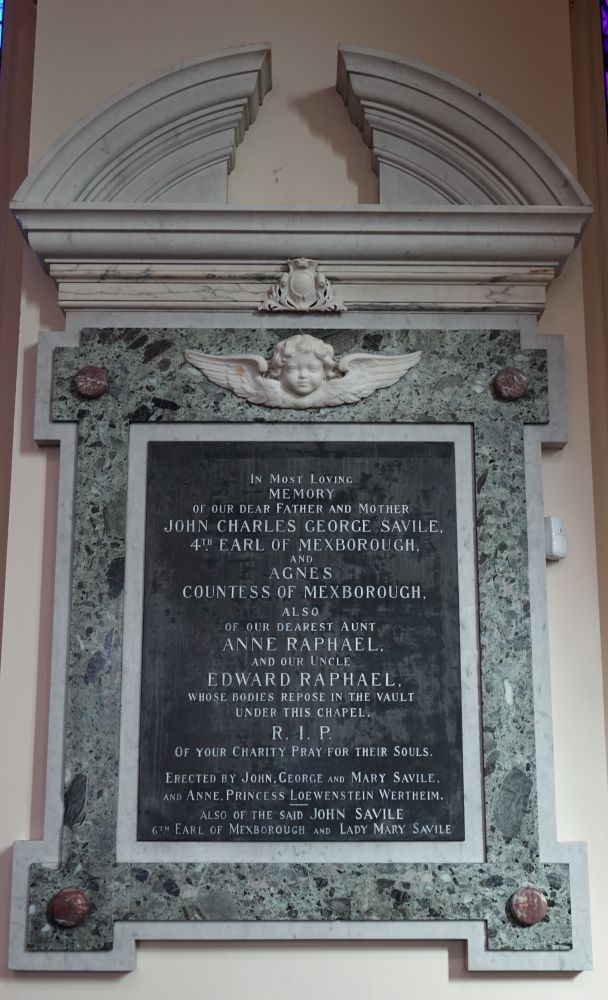 In Most Loving
MEMORY
OF OUR DEAR FATHER AND MOTHER
JOHN CHARLES GEORGE SAVILE,
4TH EARL OF MEXBOROUGH,
AND
AGNES
COUNTESS OF MEXBOROUGH,
ALSO
OF OUR DEAREST AUNT
ANNE RAPHAEL,
AND OUR UNCLE
EDWARD RAPHAEL,
WHOSE BODIES REPOSE IN THE VAULT
UNDER THIS CHAPEL,
R. I. P.
OF YOUR CHARITY PRAY FOR THEIR SOULS.
ERECTED BY JOHN, GEORGE AND MARY SAVILE,
AND ANNE, PRINCESS LOEWENSTEIN WERTHEIM.
ALSO OF THE SAID JOHN SAVILE
6TH EARL OF MEXBOROUGH AND LADY MARY SAVILE